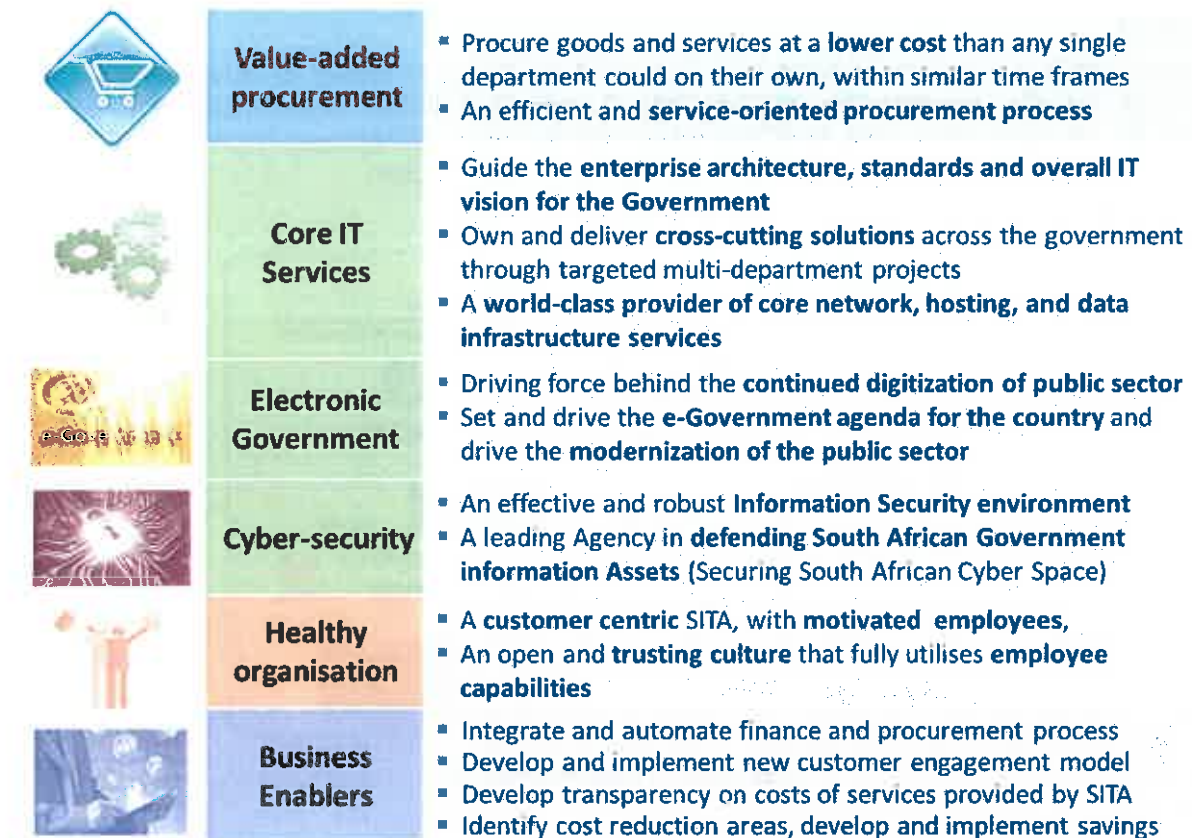 Value-added
procurement
▪ Procure goods and services at a lower cost than any single
department could on their own, within similar time frames
▪ An efficient and service-oriented procurement process
Core IT
Services
▪ Guide the enterprise architecture, standards and overall IT
vision for the Government
▪ Own and deliver cross-cutting solutions across the government
through targeted multi-department projects
▪ A world-class provider of core network, hosting, and data
infrastructure services
Electronic
Government
▪ Driving force behind the continued digitization of public sector
▪ Set and drive the e-Government agenda for the country and
drive the modernization of the public sector
Cyber-security
▪ An effective and robust Information Security environment
▪ A leading Agency in defending South African Government
information Assets (Securing South African Cyber Space)
Healthy
organisation
▪ A customer centric SITA, with motivated employees,
▪ An open and trusting culture that fully utilises employee
capabilities
Business
Enablers
▪ Integrate and automate finance and procurement process
▪ Develop and implement new customer engagement model
▪ Develop transparency on costs of services provided by SITA
▪ Identify cost reduction areas, develop and implement savings